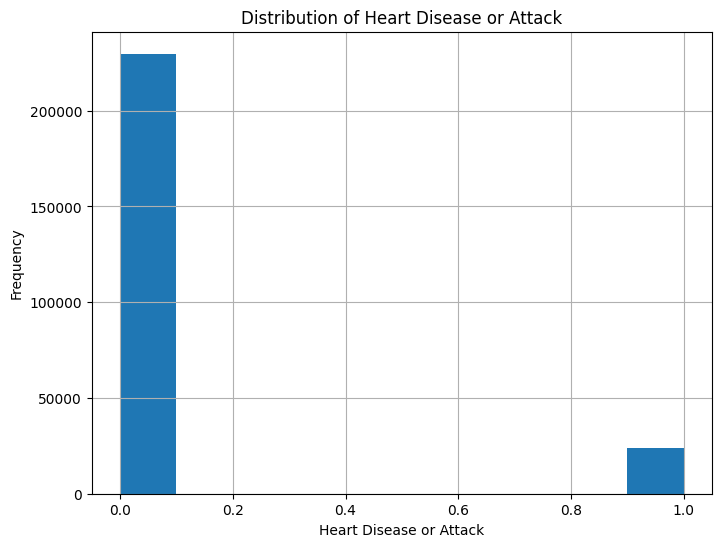 Distribution of Heart Disease or Attack
200000
150000
100000
50000
0
Frequency
0.0 0.2 0.4 0.6 0.8 1.0
Heart Disease or Attack